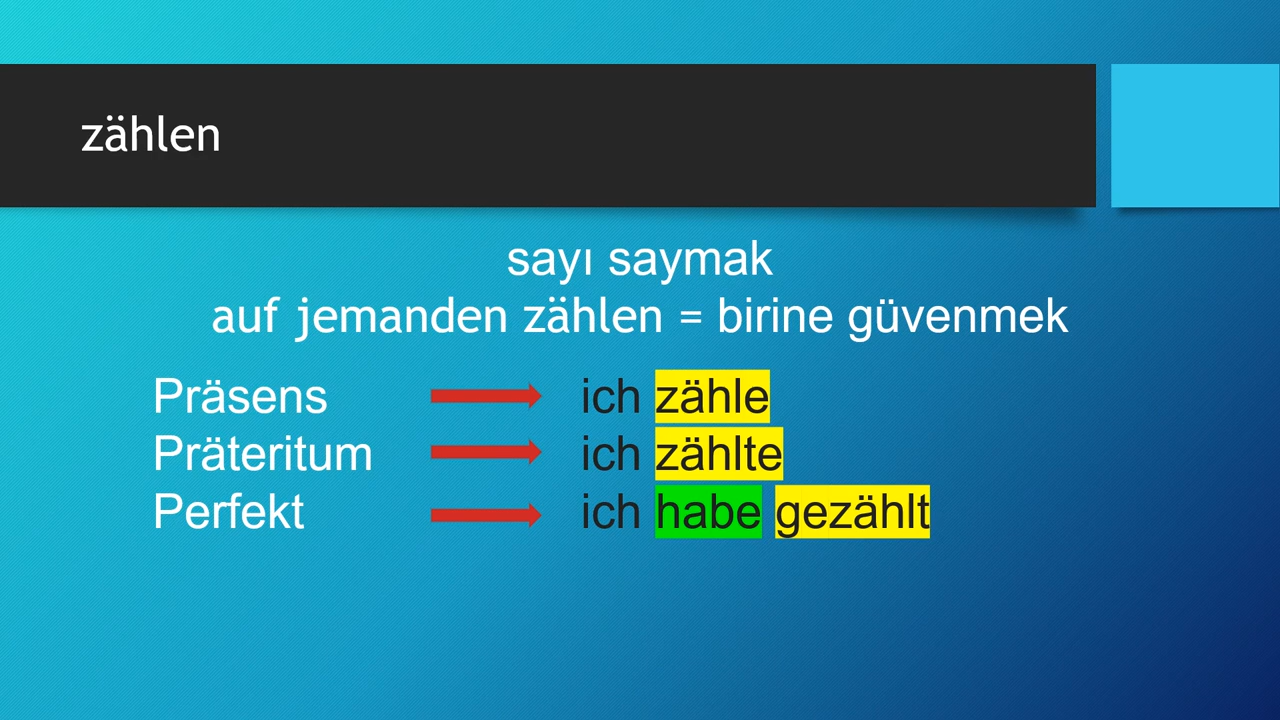 zählen
sayı saymak
auf jemanden zählen = birine güvenmek
Präsens ich zähle
Präteritum ich zählte
Perfekt ich habe gezählt